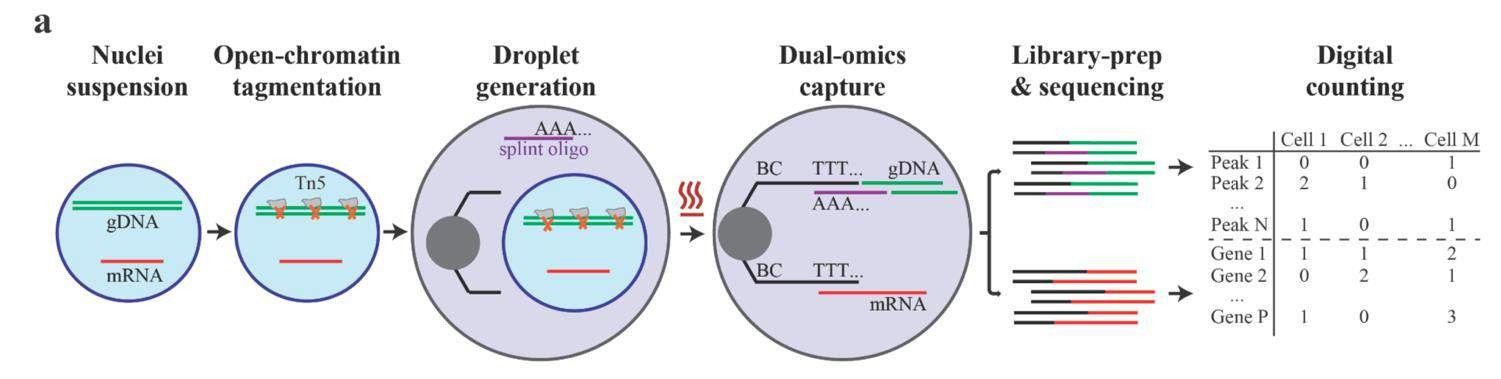 a
Nuclei
suspension
Open-chromatin
tagmentation
Droplet
generation
Dual-omics
capture
Library-prep
& sequencing
Digital
counting
gDNA
mRNA
Tn5
AAA...
splint oligo
BC TTT... gDNA
AAA...
BC TTT...
mRNA
Cell 1 Cell 2 ... Cell M
Peak 1 0 0 1
Peak 2 2 1 0
...
Peak N 1 0 1
Gene 1 1 1 2
Gene 2 0 2 1
...
Gene P 1 0 3